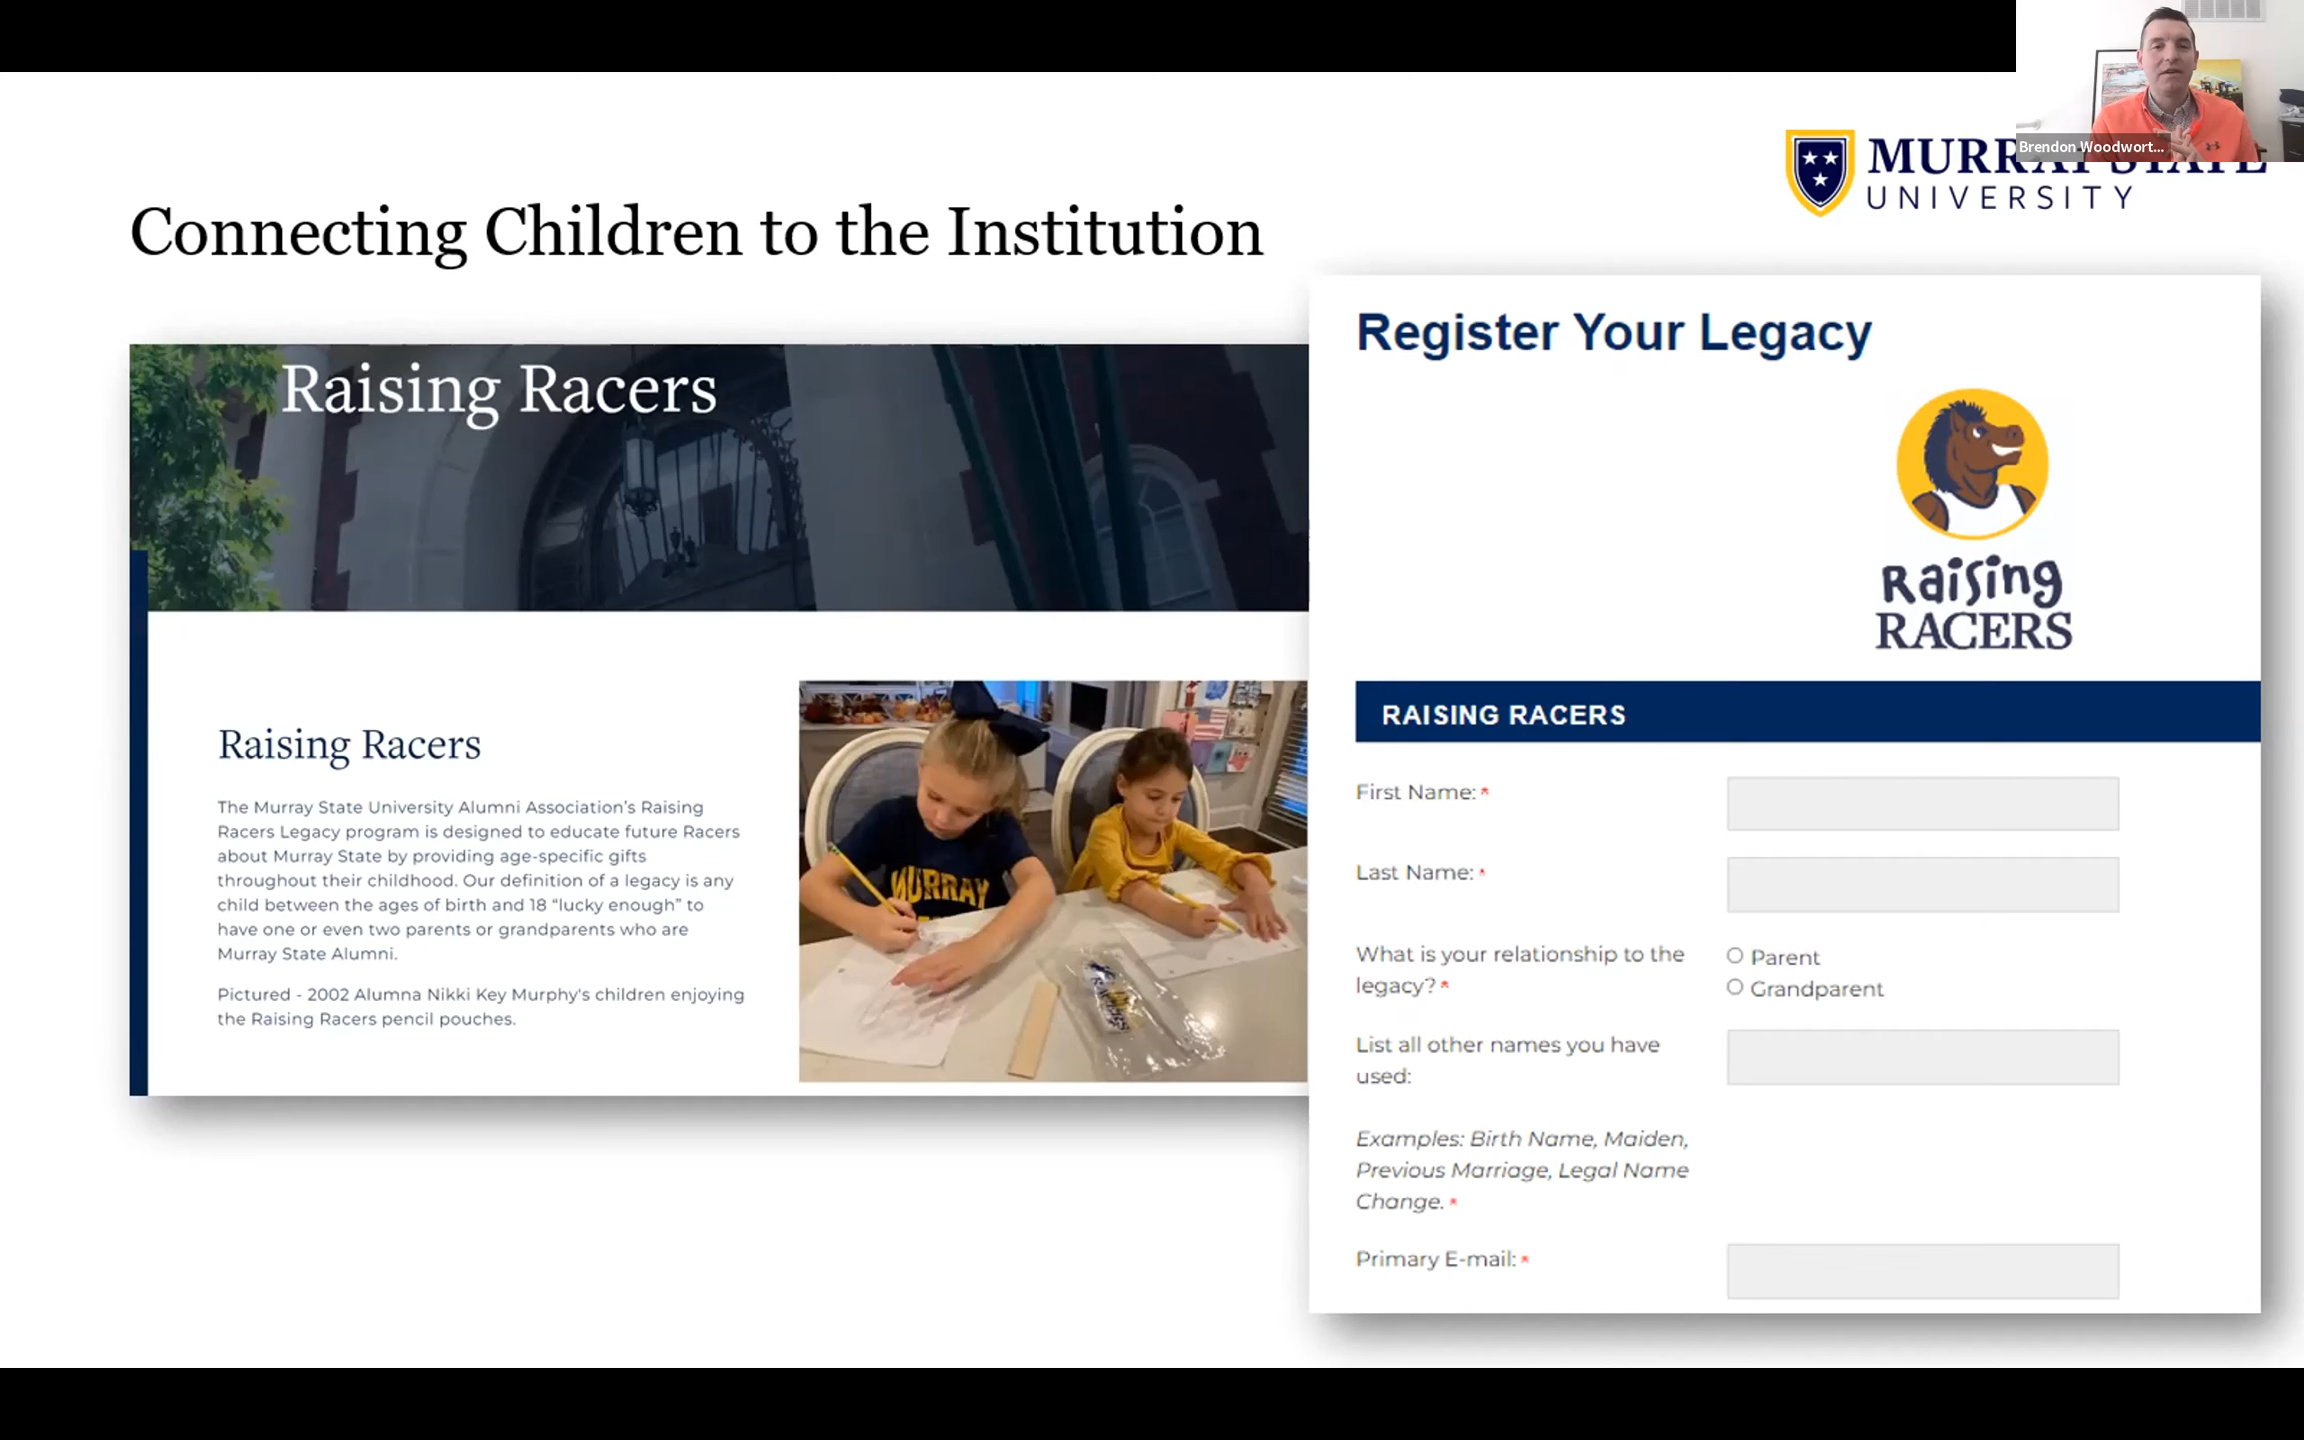 Brendon Woodwort...
MURRAY STATE
UNIVERSITY
Connecting Children to the Institution
Raising Racers
Raising Racers
The Murray State University Alumni Association's Raising
Racers Legacy program is designed to educate future Racers
about Murray State by providing age-specific gifts
throughout their childhood. Our definition of a legacy is any
child between the ages of birth and 18 “lucky enough” to
have one or even two parents or grandparents who are
Murray State Alumni.
Pictured - 2002 Alumna Nikki Key Murphy's children enjoying
the Raising Racers pencil pouches.
MURRAY
Register Your Legacy
Raising
RACERS
RAISING RACERS
First Name: *
Last Name: *
What is your relationship to the
legacy? *
Parent
Grandparent
List all other names you have
used:
Examples: Birth Name, Maiden,
Previous Marriage, Legal Name
Change. *
Primary E-mail: *